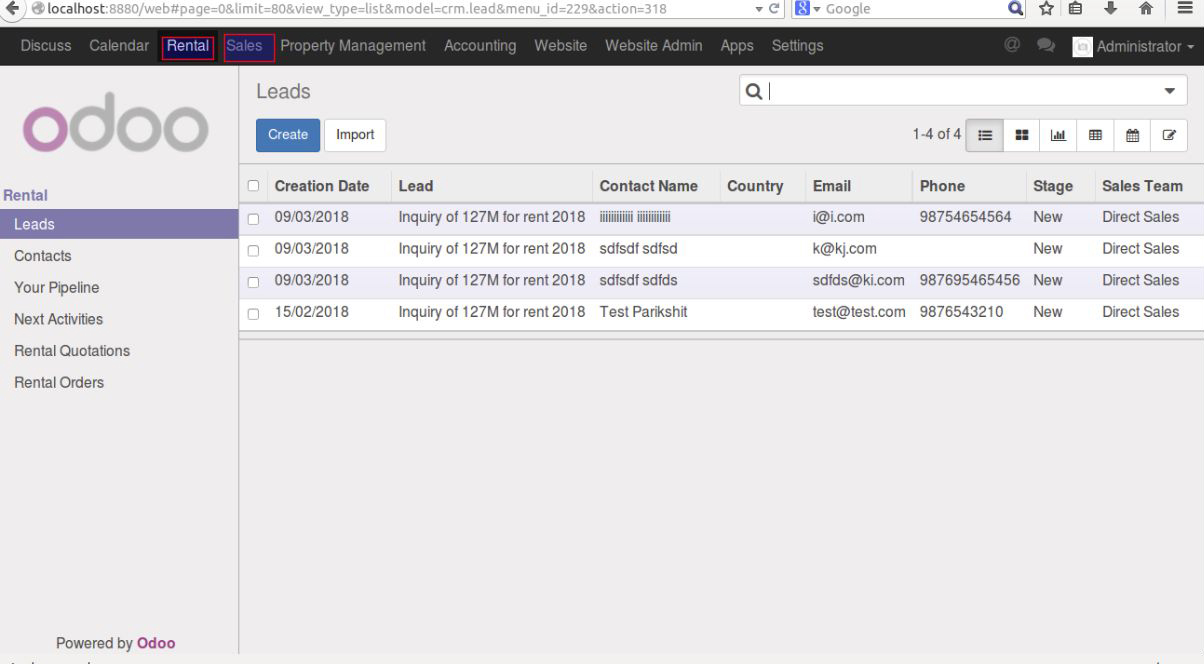 localhost:8880/web#page=0&limit=80&view_type=list&model=crm.lead&menu_id=229&action=318 Google
Discuss Calendar Rental Sales Property Management Accounting Website Website Admin Apps Settings @ Administrator
odoo
Leads
Create Import 1-4 of 4
Rental
Leads
Contacts
Your Pipeline
Next Activities
Rental Quotations
Rental Orders
Creation Date Lead Contact Name Country Email Phone Stage Sales Team
09/03/2018 Inquiry of 127M for rent 2018 i@i.com 98754654564 New Direct Sales
09/03/2018 Inquiry of 127M for rent 2018 sdfsdf sdfsd k@kj.com New Direct Sales
09/03/2018 Inquiry of 127M for rent 2018 sdfsdf sdfds sdfds@ki.com 987695465456 New Direct Sales
15/02/2018 Inquiry of 127M for rent 2018 Test Parikshit test@test.com 9876543210 New Direct Sales
Powered by Odoo